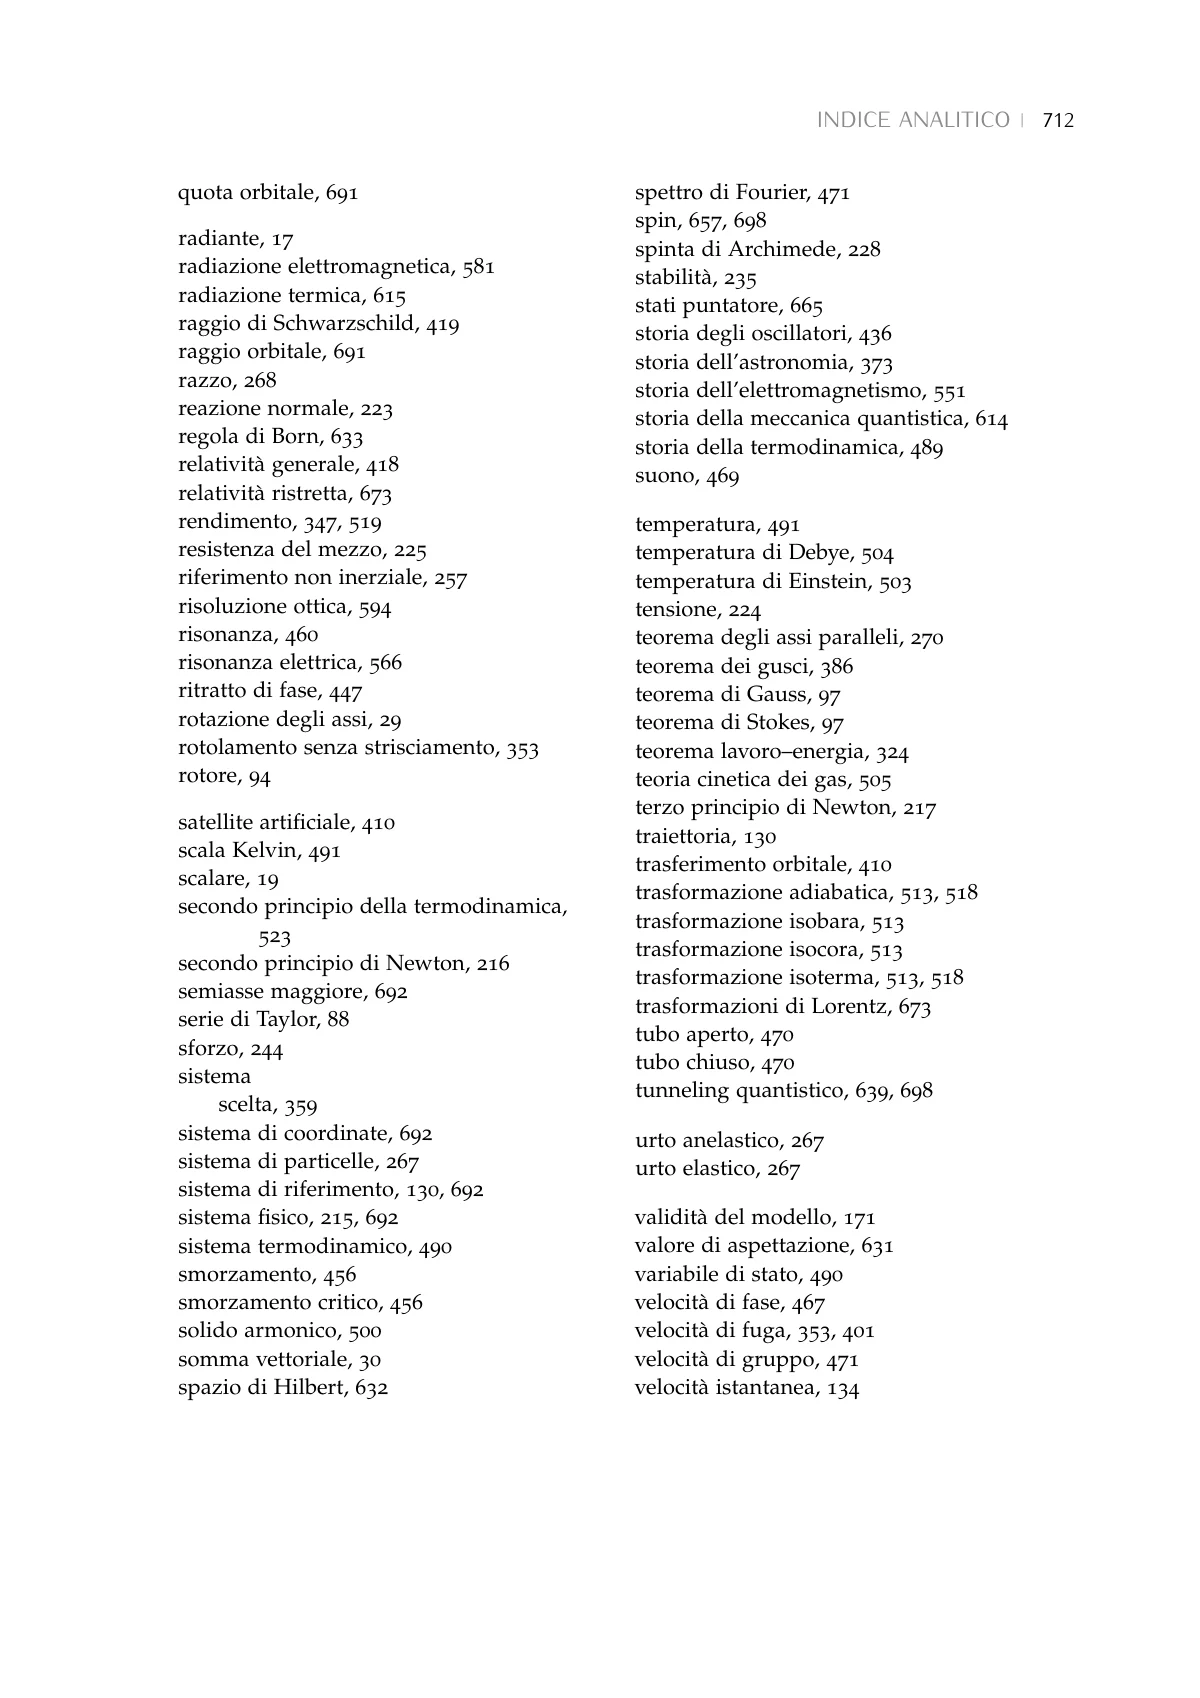 INDICE ANALITICO | 712
quota orbitale, 691
radiante, 17
radiazione elettromagnetica, 581
radiazione termica, 615
raggio di Schwarzschild, 419
raggio orbitale, 691
razzo, 268
reazione normale, 223
regola di Born, 633
relatività generale, 418
relatività ristretta, 673
rendimento, 347, 519
resistenza del mezzo, 225
riferimento non inerziale, 257
risoluzione ottica, 594
risonanza, 460
risonanza elettrica, 566
ritratto di fase, 447
rotazione degli assi, 29
rotolamento senza strisciamento, 353
rotore, 94
satellite artificiale, 410
scala Kelvin, 491
scalare, 19
secondo principio della termodinamica,
523
secondo principio di Newton, 216
semiasse maggiore, 692
serie di Taylor, 88
sforzo, 244
sistema
scelta, 359
sistema di coordinate, 692
sistema di particelle, 267
sistema di riferimento, 130, 692
sistema fisico, 215, 692
sistema termodinamico, 490
smorzamento, 456
smorzamento critico, 456
solido armonico, 500
somma vettoriale, 30
spazio di Hilbert, 632
spettro di Fourier, 471
spin, 657, 698
spinta di Archimede, 228
stabilità, 235
stati puntatore, 665
storia degli oscillatori, 436
storia dell'astronomia, 373
storia dell'elettromagnetismo, 551
storia della meccanica quantistica, 614
storia della termodinamica, 489
suono, 469
temperatura, 491
temperatura di Debye, 504
temperatura di Einstein, 503
tensione, 224
teorema degli assi paralleli, 270
teorema dei gusci, 386
teorema di Gauss, 97
teorema di Stokes, 97
teorema lavoro–energia, 324
teoria cinetica dei gas, 505
terzo principio di Newton, 217
traiettoria, 130
trasferimento orbitale, 410
trasformazione adiabatica, 513, 518
trasformazione isobara, 513
trasformazione isocora, 513
trasformazione isoterma, 513, 518
trasformazioni di Lorentz, 673
tubo aperto, 470
tubo chiuso, 470
tunneling quantistico, 639, 698
urto anelastico, 267
urto elastico, 267
validità del modello, 171
valore di aspettazione, 631
variabile di stato, 490
velocità di fase, 467
velocità di fuga, 353, 401
velocità di gruppo, 471
velocità istantanea, 134